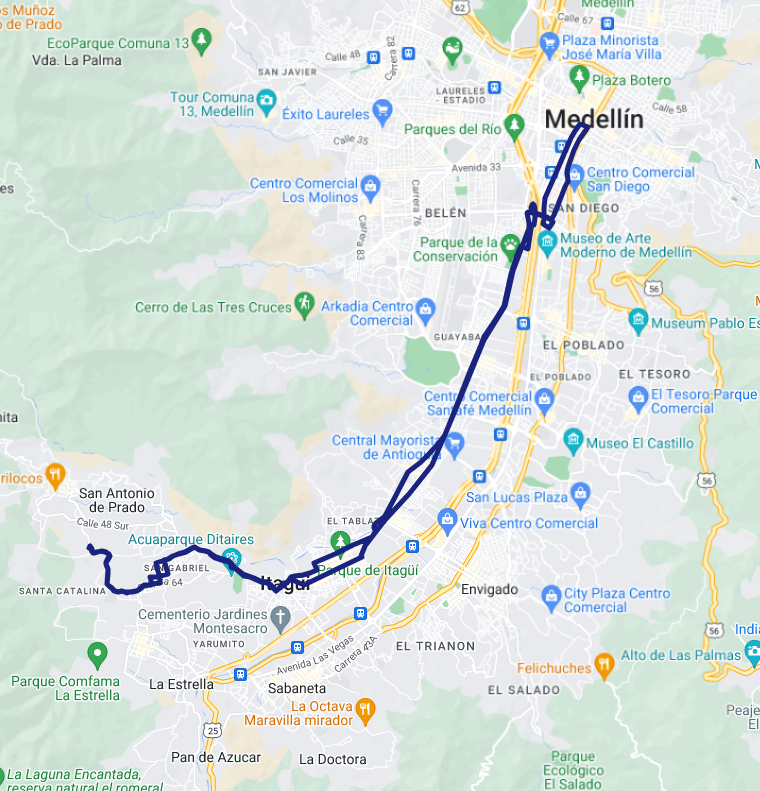 os Muñoz
o de Prado
EcoParque Comuna 13
Vda. La Palma
62
Medellín
Calle 67
Calle 48
Carrera 82
Plaza Minorista
José María Villa
SAN JAVIER
LAURELES -
ESTADIO
Plaza Botero
Tour Comuna
13, Medellín
Éxito Laureles
Calle 58
Medellín
Parques del Río
Calle 35
Avenida 33
Centro Comercial
Los Molinos
Carrera 76
Centro Comercial
San Diego
es
BELÉN
SAN DIEGO
Carrera 83
Parque de la
Conservación
Museo de Arte
Moderno de Medellín
56
Cerro de Las Tres Cruces
Arkadia Centro
Comercial
Museum Pablo Es
GUAYABA
EL POBLADO
EL POBLADO
EL TESORO
Centro Comercial
Santafé Medellín
El Tesoro Parque
Comercial
nita
Central Mayorista
de Antioquia
Museo El Castillo
rilocos
San Antonio
de Prado
San Lucas Plaza
56
Calle 48 Sur
EL TABLAZ
Viva Centro Comercial
Acuaparque Ditaires
Parque de Itagüí
SAN GABRIEL
64
Itagüí
SANTA CATALINA
Envigado
City Plaza Centro
Comercial
Cementerio Jardines
Montesacro
YARUMITO
Avenida Las Vegas
Carrera 43A
EL TRIANON
56
Indi
Alto de Las Palmas
Parque Comfama
La Estrella
La Estrella
Sabaneta
Felichuches
EL SALADO
La Octava
Maravilla mirador
Peaje
El
25
Pan de Azucar
La Doctora
Parque
Ecológico
El Salado
La Laguna Encantada,
reserva natural el romeral